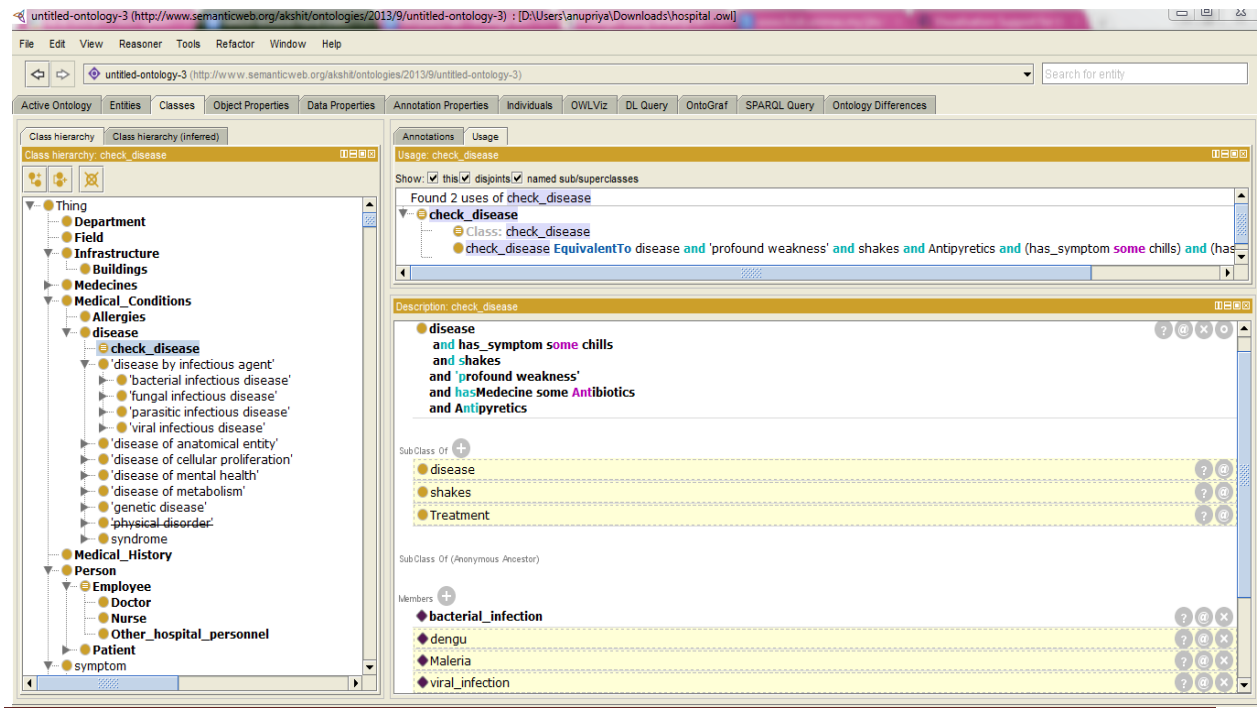 untitled-ontology-3 (http://www.semanticweb.org/akshit/ontologies/2013/9/untitled-ontology-3) : [D:\Users\anupriya\Downloads\hospital .owl]
File Edit View Reasoner Tools Refactor Window Help
untitled-ontology-3 (http://www.semanticweb.org/akshit/ontologies/2013/9/untitled-ontology-3)
Search for entity
Active Ontology Entities Classes Object Properties Data Properties Annotation Properties Individuals OWLViz DL Query OntoGraf SPARQL Query Ontology Differences
Class hierarchy Class hierarchy (inferred)
Class hierarchy: check_disease
Thing
Department
Field
Infrastructure
Buildings
Medecines
Medical_Conditions
Allergies
disease
check_disease
'disease by infectious agent'
'bacterial infectious disease'
'fungal infectious disease'
'parasitic infectious disease'
'viral infectious disease'
'disease of anatomical entity'
'disease of cellular proliferation'
'disease of mental health'
'disease of metabolism'
'genetic disease'
'physical disorder'
syndrome
Medical_History
Person
Employee
Doctor
Nurse
Other_hospital_personnel
Patient
symptom
Annotations Usage
Usage: check_disease
Show: this disjoints named sub/superclasses
Found 2 uses of check_disease
check_disease
Class: check_disease
check_disease EquivalentTo disease and 'profound weakness' and shakes and Antipyretics and (has_symptom some chills) and (has
Description: check_disease
disease
and has_symptom some chills
and shakes
and 'profound weakness'
and hasMedecine some Antibiotics
and Antipyretics
SubClass Of
disease
shakes
Treatment
SubClass Of (Anonymous Ancestor)
Members
bacterial_infection
dengu
Maleria
viral_infection